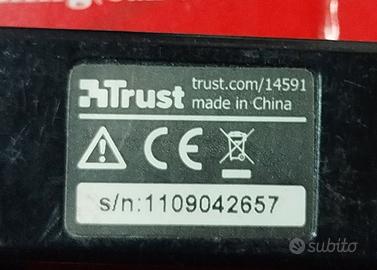 Trust
trust.com/14591
made in China
CE
s/n:1109042657
subito